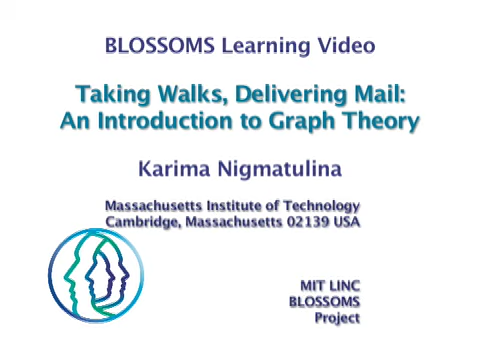 BLOSSOMS Learning Video
Taking Walks, Delivering Mail:
An Introduction to Graph Theory
Karima Nigmatulina
Massachusetts Institute of Technology
Cambridge, Massachusetts 02139 USA
MIT LINC
BLOSSOMS
Project